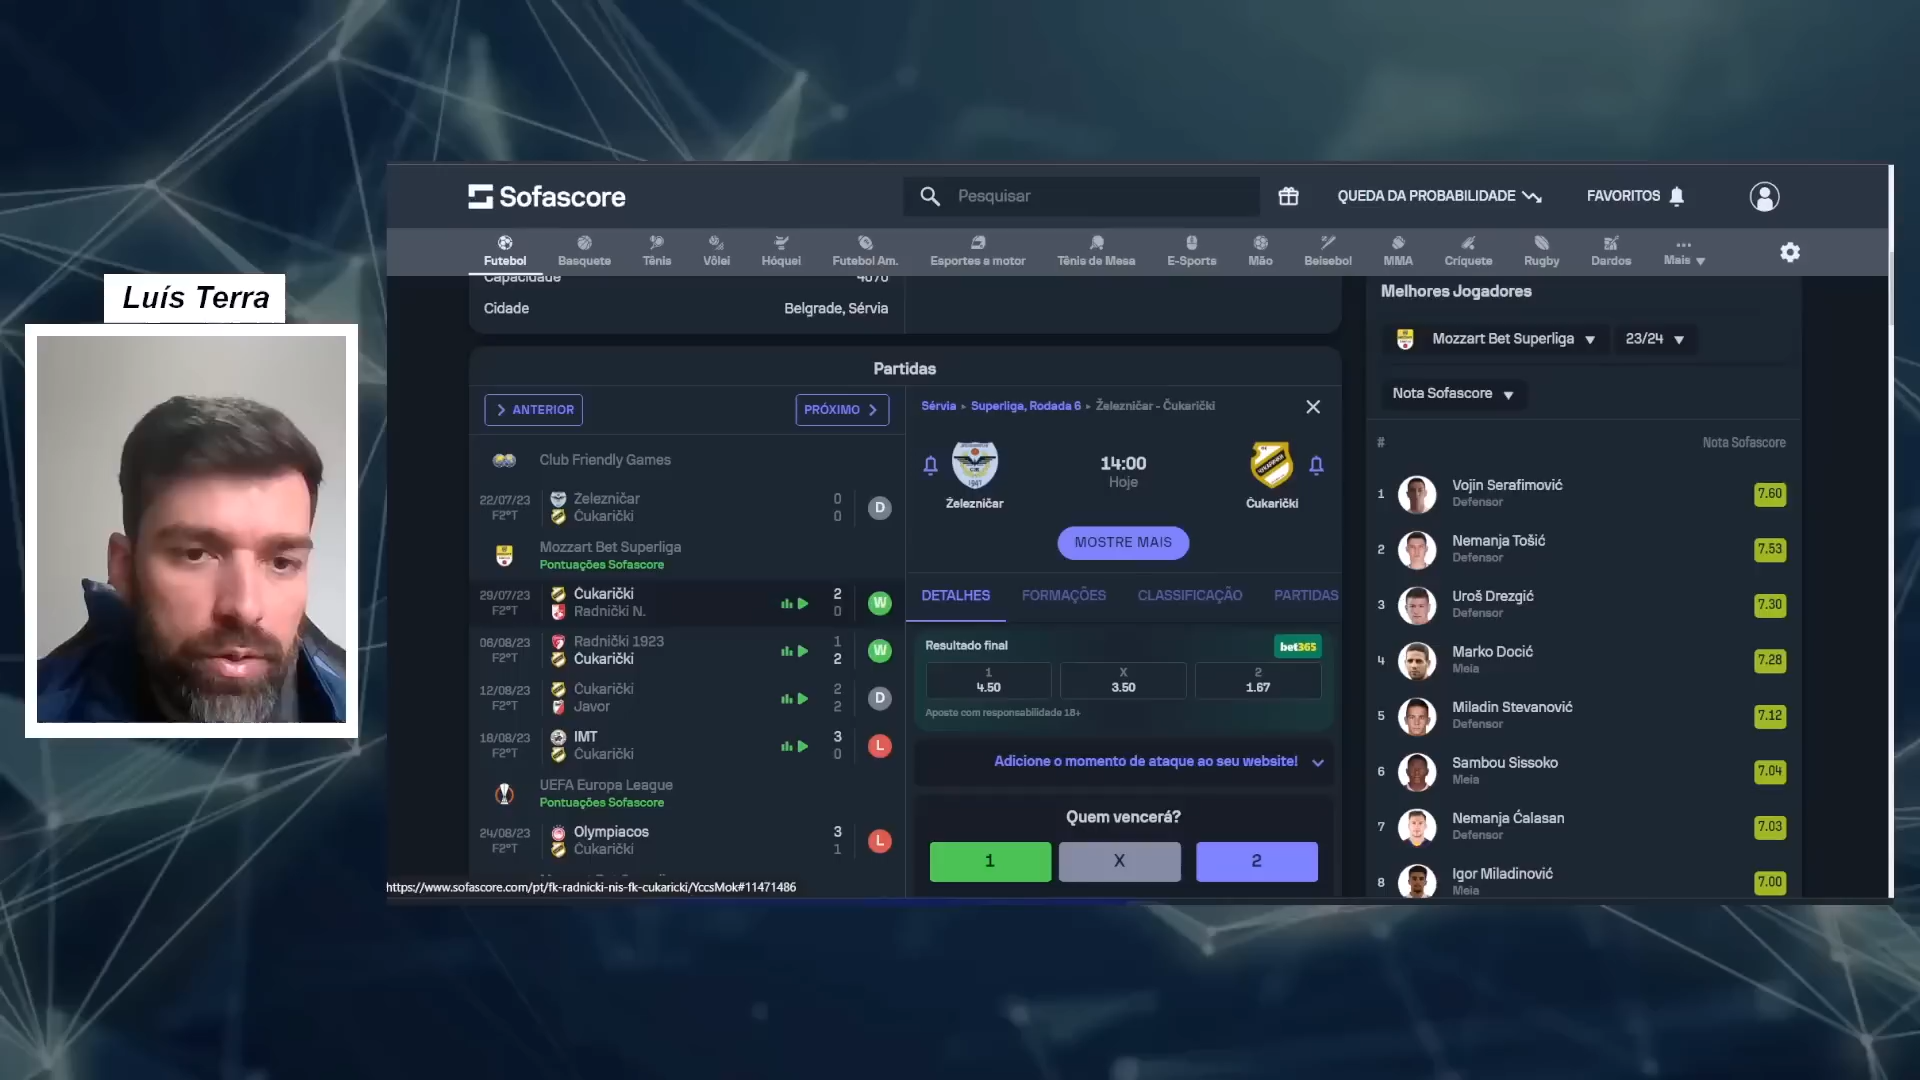 Luís Terra
Sofascore
Pesquisar
QUEDA DA PROBABILIDADE
FAVORITOS
Futebol
Basquete
Tênis
Vôlei
Hóquei
Futebol Am.
Esportes a motor
Tênis de Mesa
E-Sports
Mão
Beisebol
MMA
Críquete
Rugby
Dardos
Mais
Capacidade 4070
Cidade Belgrade, Sérvia
Partidas
ANTERIOR
PRÓXIMO
Club Friendly Games
22/07/23 Železničar 0
F2°T Čukarički 0
D
Mozzart Bet Superliga
Pontuações Sofascore
29/07/23 Čukarički 2
F2°T Radnički N. 0
W
06/08/23 Radnički 1923 1
F2°T Čukarički 2
W
12/08/23 Čukarički 2
F2°T Javor 2
D
18/08/23 IMT 3
F2°T Čukarički 0
L
UEFA Europa League
Pontuações Sofascore
24/08/23 Olympiacos 3
F2°T Čukarički 1
L
https://www.sofascore.com/pt/fk-radnicki-nis-fk-cukaricki/YccsMok#11471486
Sérvia Superliga, Rodada 6 Železničar - Čukarički
14:00
Hoje
Železničar
Čukarički
MOSTRE MAIS
DETALHES
FORMAÇÕES
CLASSIFICAÇÃO
PARTIDAS
Resultado final
bet365
1 X 2
4.50 3.50 1.67
Aposte com responsabilidade 18+
Adicione o momento de ataque ao seu website!
Quem vencerá?
1 X 2
Melhores Jogadores
Mozzart Bet Superliga
23/24
Nota Sofascore
# Nota Sofascore
1 Vojin Serafimović 7.60
Defensor
2 Nemanja Tošić 7.53
Defensor
3 Uroš Drezgić 7.30
Defensor
4 Marko Docić 7.28
Meia
5 Miladin Stevanović 7.12
Defensor
6 Sambou Sissoko 7.04
Meia
7 Nemanja Ćalasan 7.03
Defensor
8 Igor Miladinović 7.00
Meia